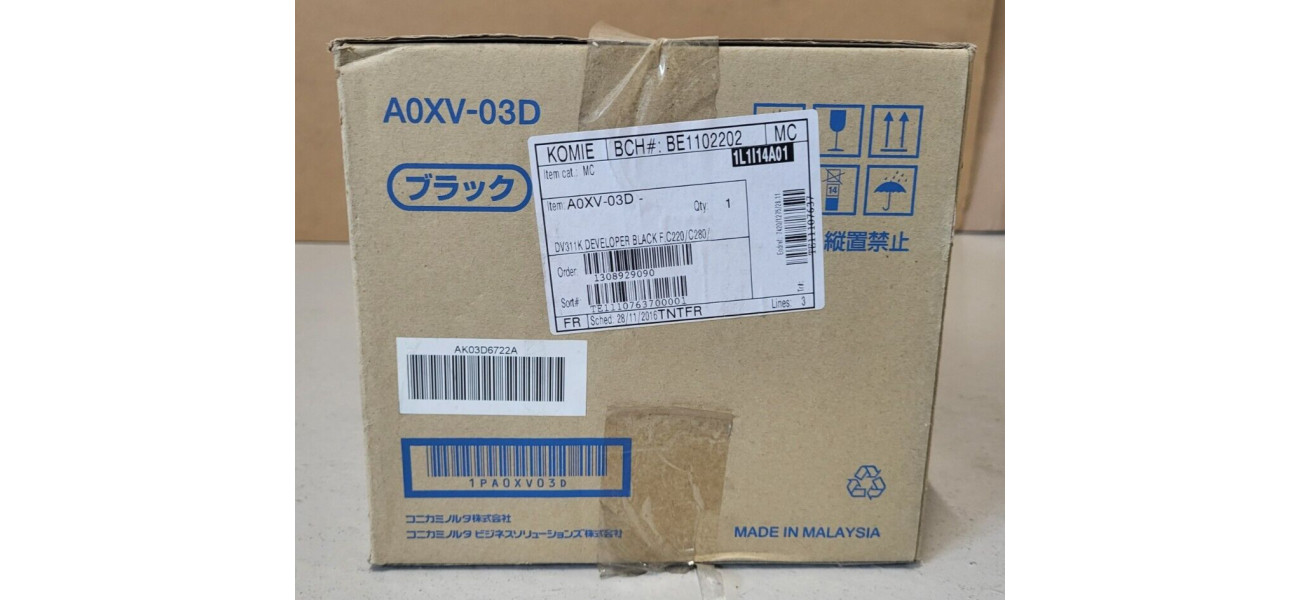 A0XV-03D
ブラック
KOMIE BCH#: BE1102202 MC
1L1I14A01
Item cat.: MC
Item: A0XV-03D - Qty: 1
DV311K DEVELOPER BLACK F.C220/C280/
Order: 1308929090
Sort# TE1110763700001
FR Sched: 28/11/2016 TNTFR Lines: 3
TE11107637
14
縦置禁止
AK03D6722A
1PA0XV03D
コニカミノルタ株式会社
コニカミノルタ ビジネスソリューションズ株式会社
MADE IN MALAYSIA